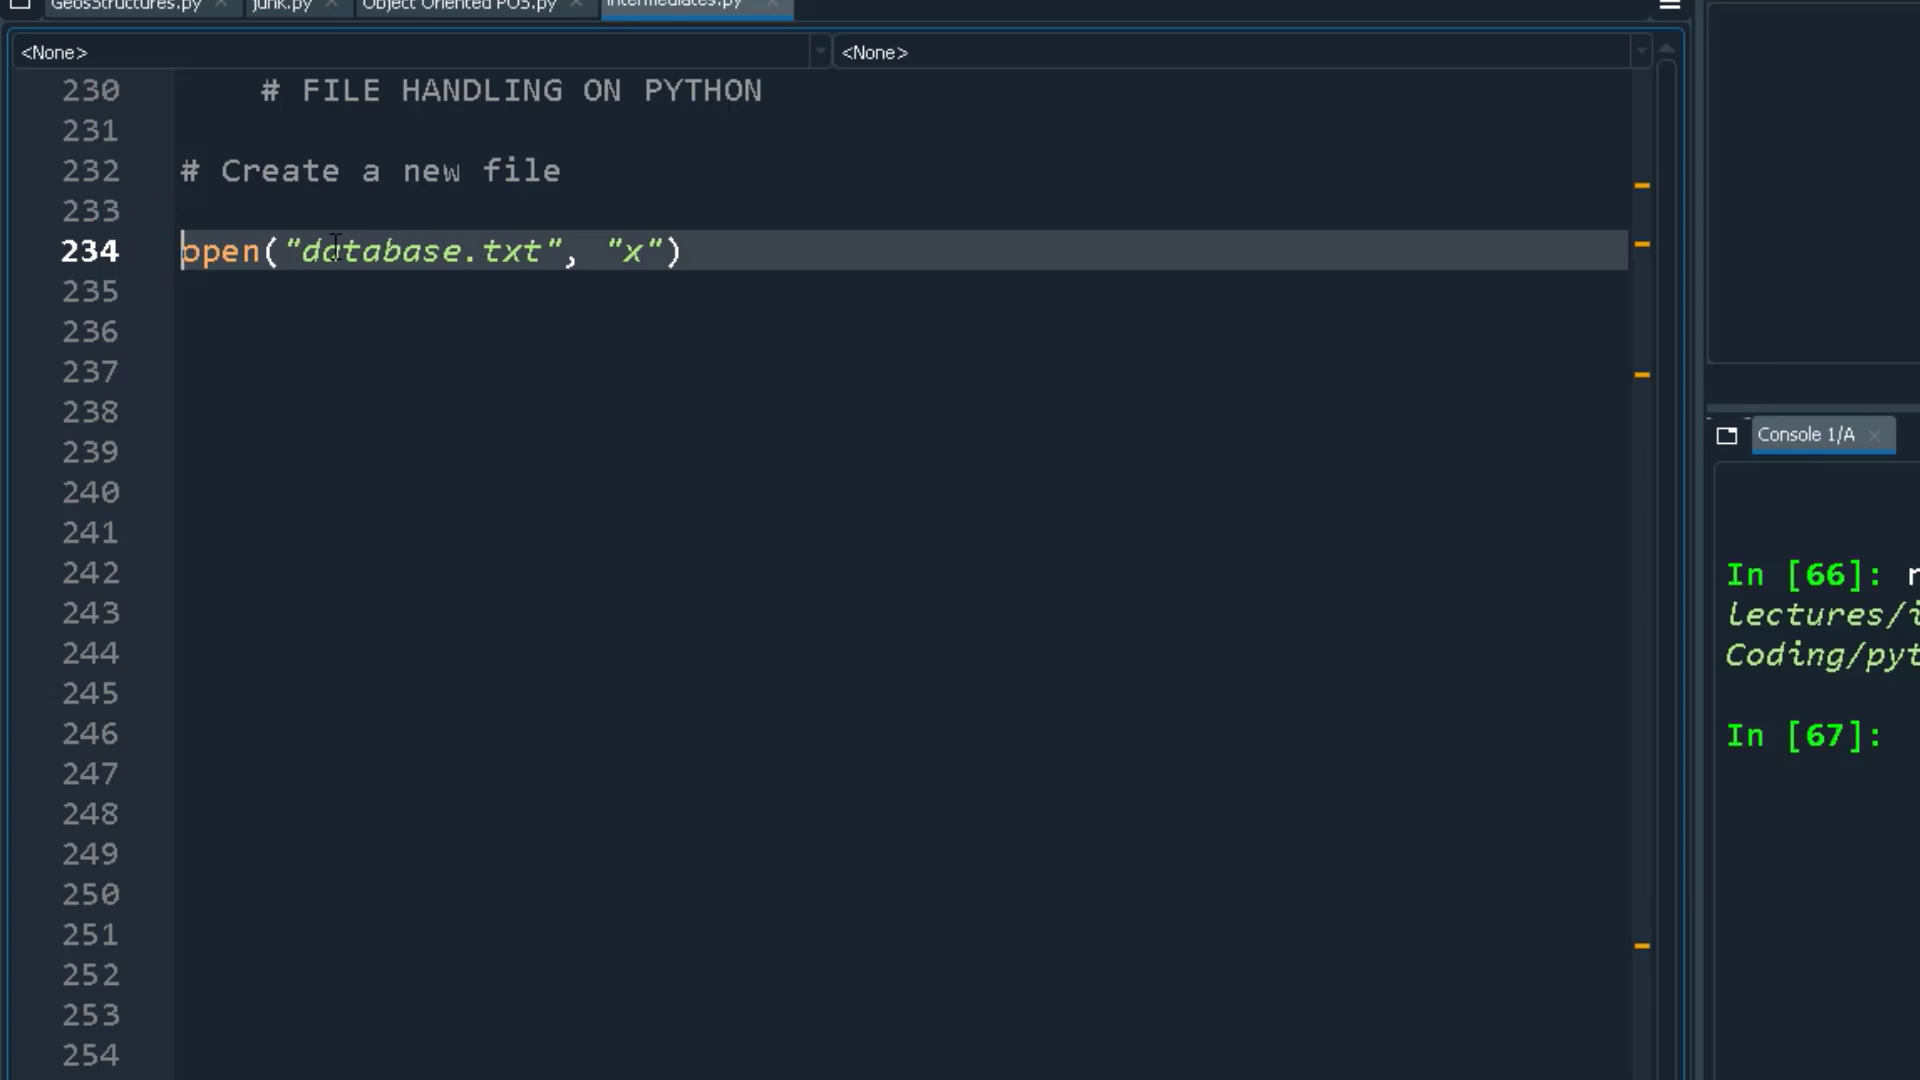 GeosStructures.py junk.py Object Oriented POS.py intermediates.py
<None> <None>
230 # FILE HANDLING ON PYTHON
231
232 # Create a new file
233
234 open("database.txt", "x")
235
236
237
238
239
240
241
242
243
244
245
246
247
248
249
250
251
252
253
254
Console 1/A
In [66]: r
lectures/i
Coding/pyt
In [67]: